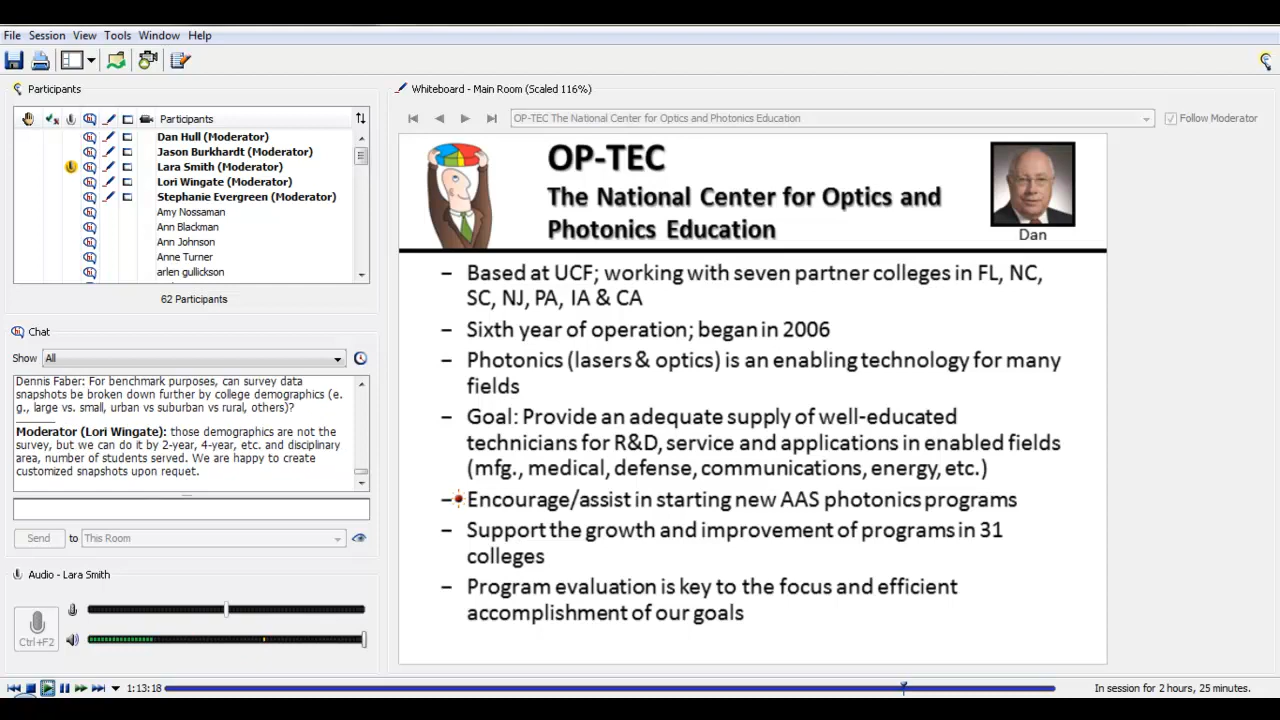 File Session View Tools Window Help
Participants
Whiteboard - Main Room (Scaled 116%)
Participants
OP-TEC The National Center for Optics and Photonics Education
Follow Moderator
Dan Hull (Moderator)
Jason Burkhardt (Moderator)
Lara Smith (Moderator)
Lori Wingate (Moderator)
Stephanie Evergreen (Moderator)
Amy Nossaman
Ann Blackman
Ann Johnson
Anne Turner
arlen gullickson
62 Participants
Chat
Show All
Dennis Faber: For benchmark purposes, can survey data
snapshots be broken down further by college demographics (e.
g., large vs. small, urban vs suburban vs rural, others)?
Moderator (Lori Wingate): those demographics are not the
survey, but we can do it by 2-year, 4-year, etc. and disciplinary
area, number of students served. We are happy to create
customized snapshots upon requet.
Send to This Room
Audio - Lara Smith
Ctrl+F2
OP-TEC
The National Center for Optics and
Photonics Education
Dan
– Based at UCF; working with seven partner colleges in FL, NC,
SC, NJ, PA, IA & CA
– Sixth year of operation; began in 2006
– Photonics (lasers & optics) is an enabling technology for many
fields
– Goal: Provide an adequate supply of well-educated
technicians for R&D, service and applications in enabled fields
(mfg., medical, defense, communications, energy, etc.)
– Encourage/assist in starting new AAS photonics programs
– Support the growth and improvement of programs in 31
colleges
– Program evaluation is key to the focus and efficient
accomplishment of our goals
1:13:18
In session for 2 hours, 25 minutes.